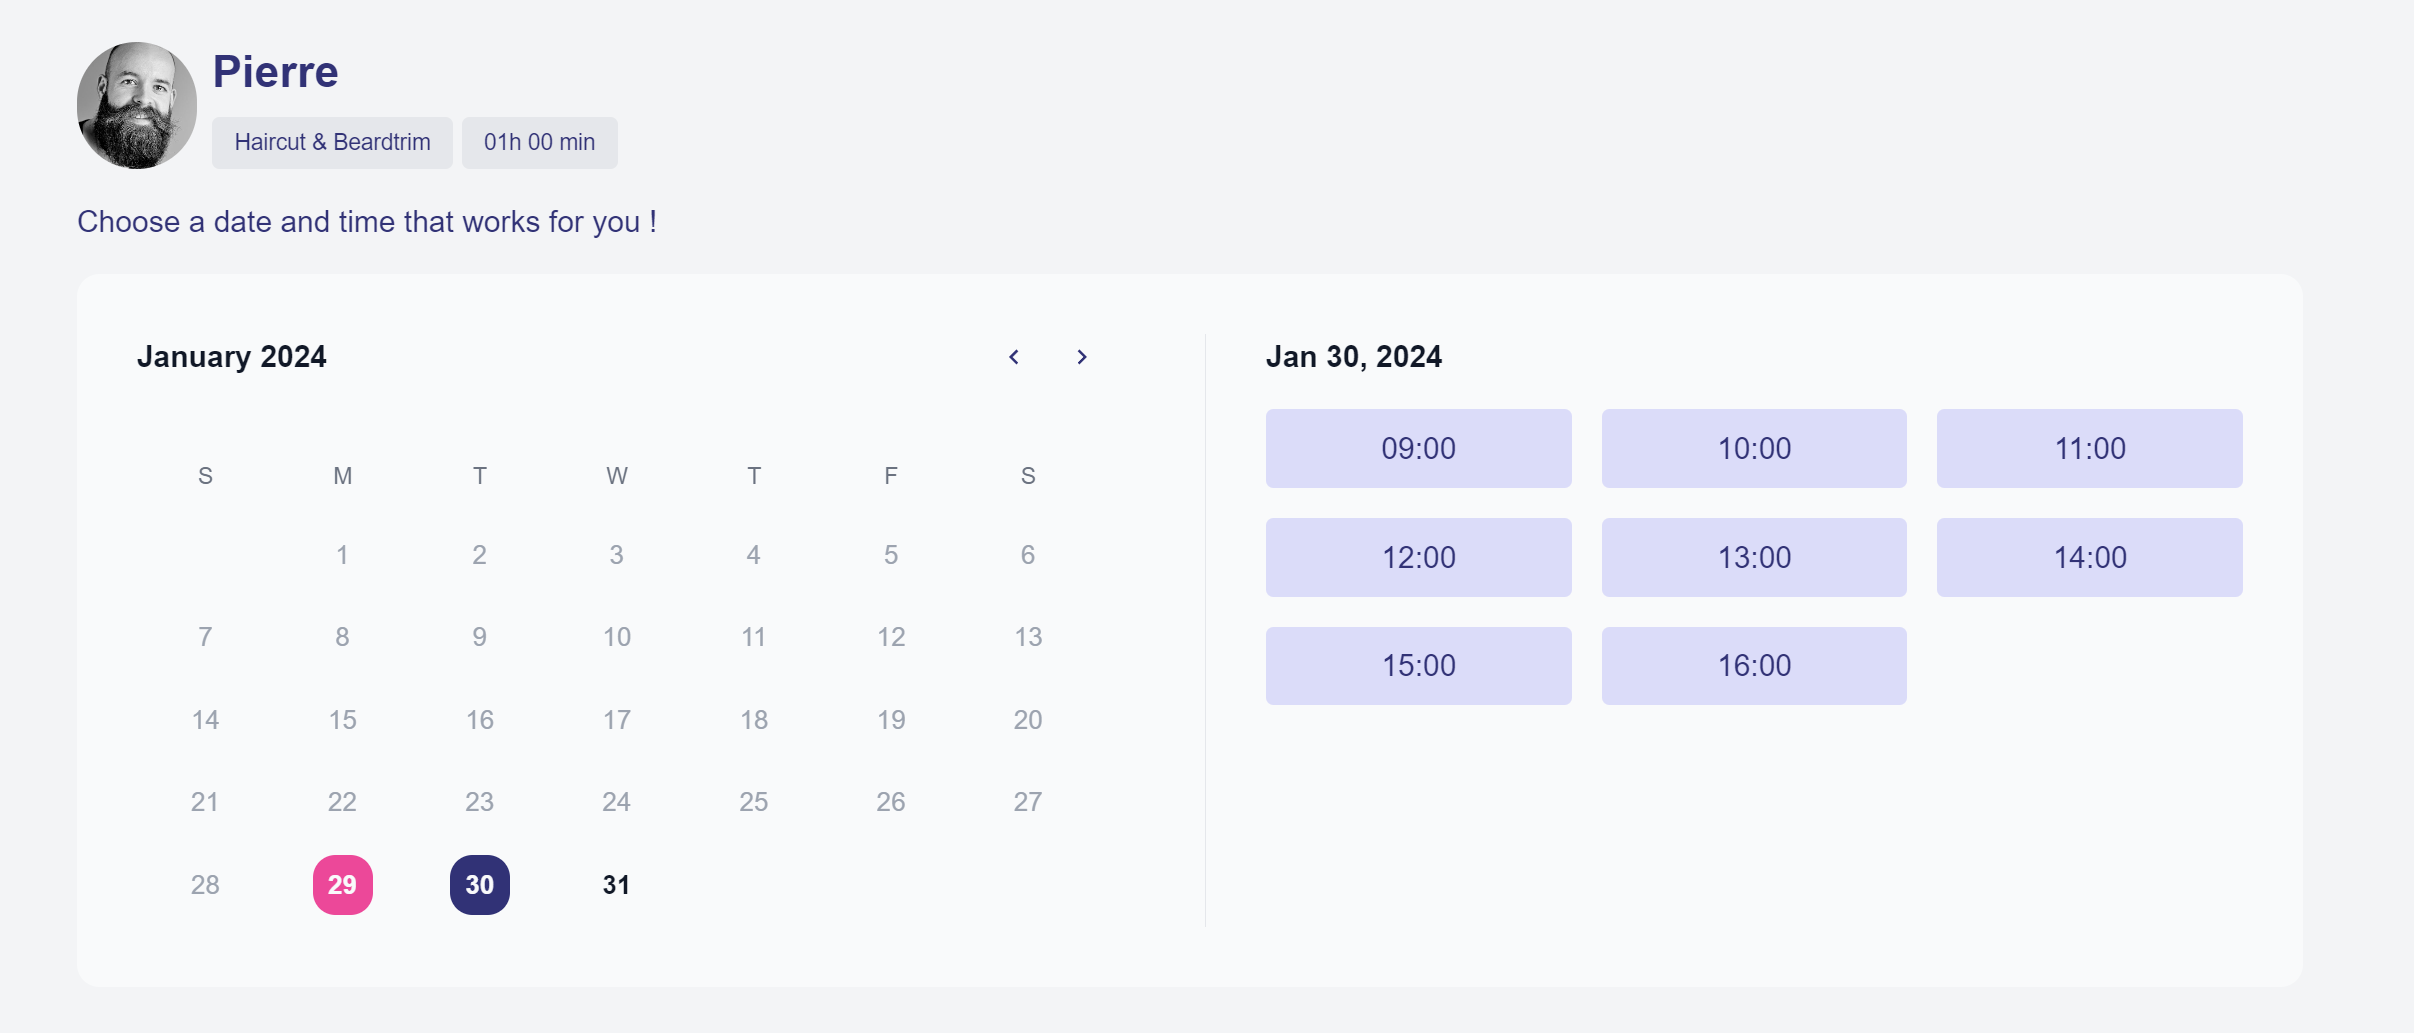 Pierre
Haircut & Beardtrim 01h 00 min
Choose a date and time that works for you !
January 2024
S M T W T F S
1 2 3 4 5 6
7 8 9 10 11 12 13
14 15 16 17 18 19 20
21 22 23 24 25 26 27
28 29 30 31
Jan 30, 2024
09:00 10:00 11:00
12:00 13:00 14:00
15:00 16:00